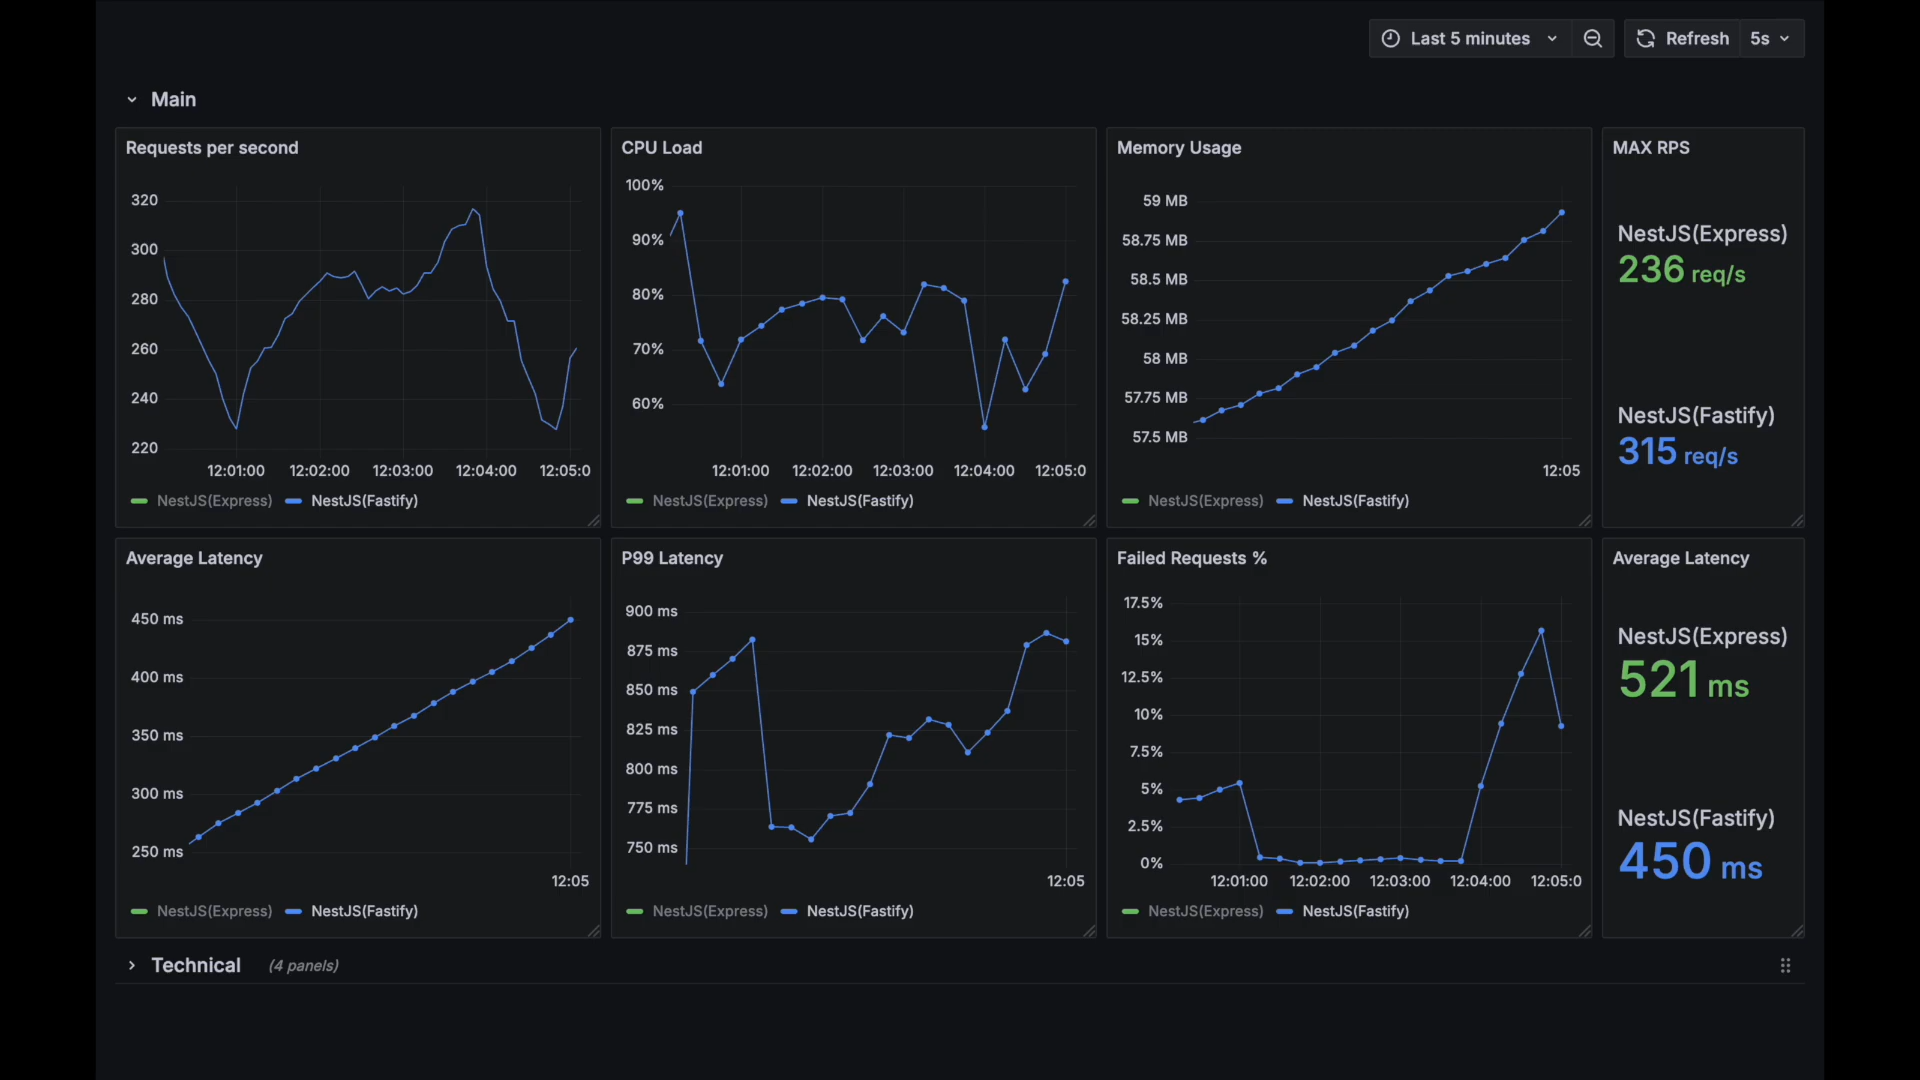 Last 5 minutes
Refresh
5s
Main
Requests per second
320
300
280
260
240
220
12:01:00 12:02:00 12:03:00 12:04:00 12:05:0
NestJS(Express) NestJS(Fastify)
CPU Load
100%
90%
80%
70%
60%
12:01:00 12:02:00 12:03:00 12:04:00 12:05:0
NestJS(Express) NestJS(Fastify)
Memory Usage
59 MB
58.75 MB
58.5 MB
58.25 MB
58 MB
57.75 MB
57.5 MB
12:05
NestJS(Express) NestJS(Fastify)
MAX RPS
NestJS(Express)
236 req/s
NestJS(Fastify)
315 req/s
Average Latency
450 ms
400 ms
350 ms
300 ms
250 ms
12:05
NestJS(Express) NestJS(Fastify)
P99 Latency
900 ms
875 ms
850 ms
825 ms
800 ms
775 ms
750 ms
12:05
NestJS(Express) NestJS(Fastify)
Failed Requests %
17.5%
15%
12.5%
10%
7.5%
5%
2.5%
0%
12:01:00 12:02:00 12:03:00 12:04:00 12:05:0
NestJS(Express) NestJS(Fastify)
Average Latency
NestJS(Express)
521 ms
NestJS(Fastify)
450 ms
Technical (4 panels)